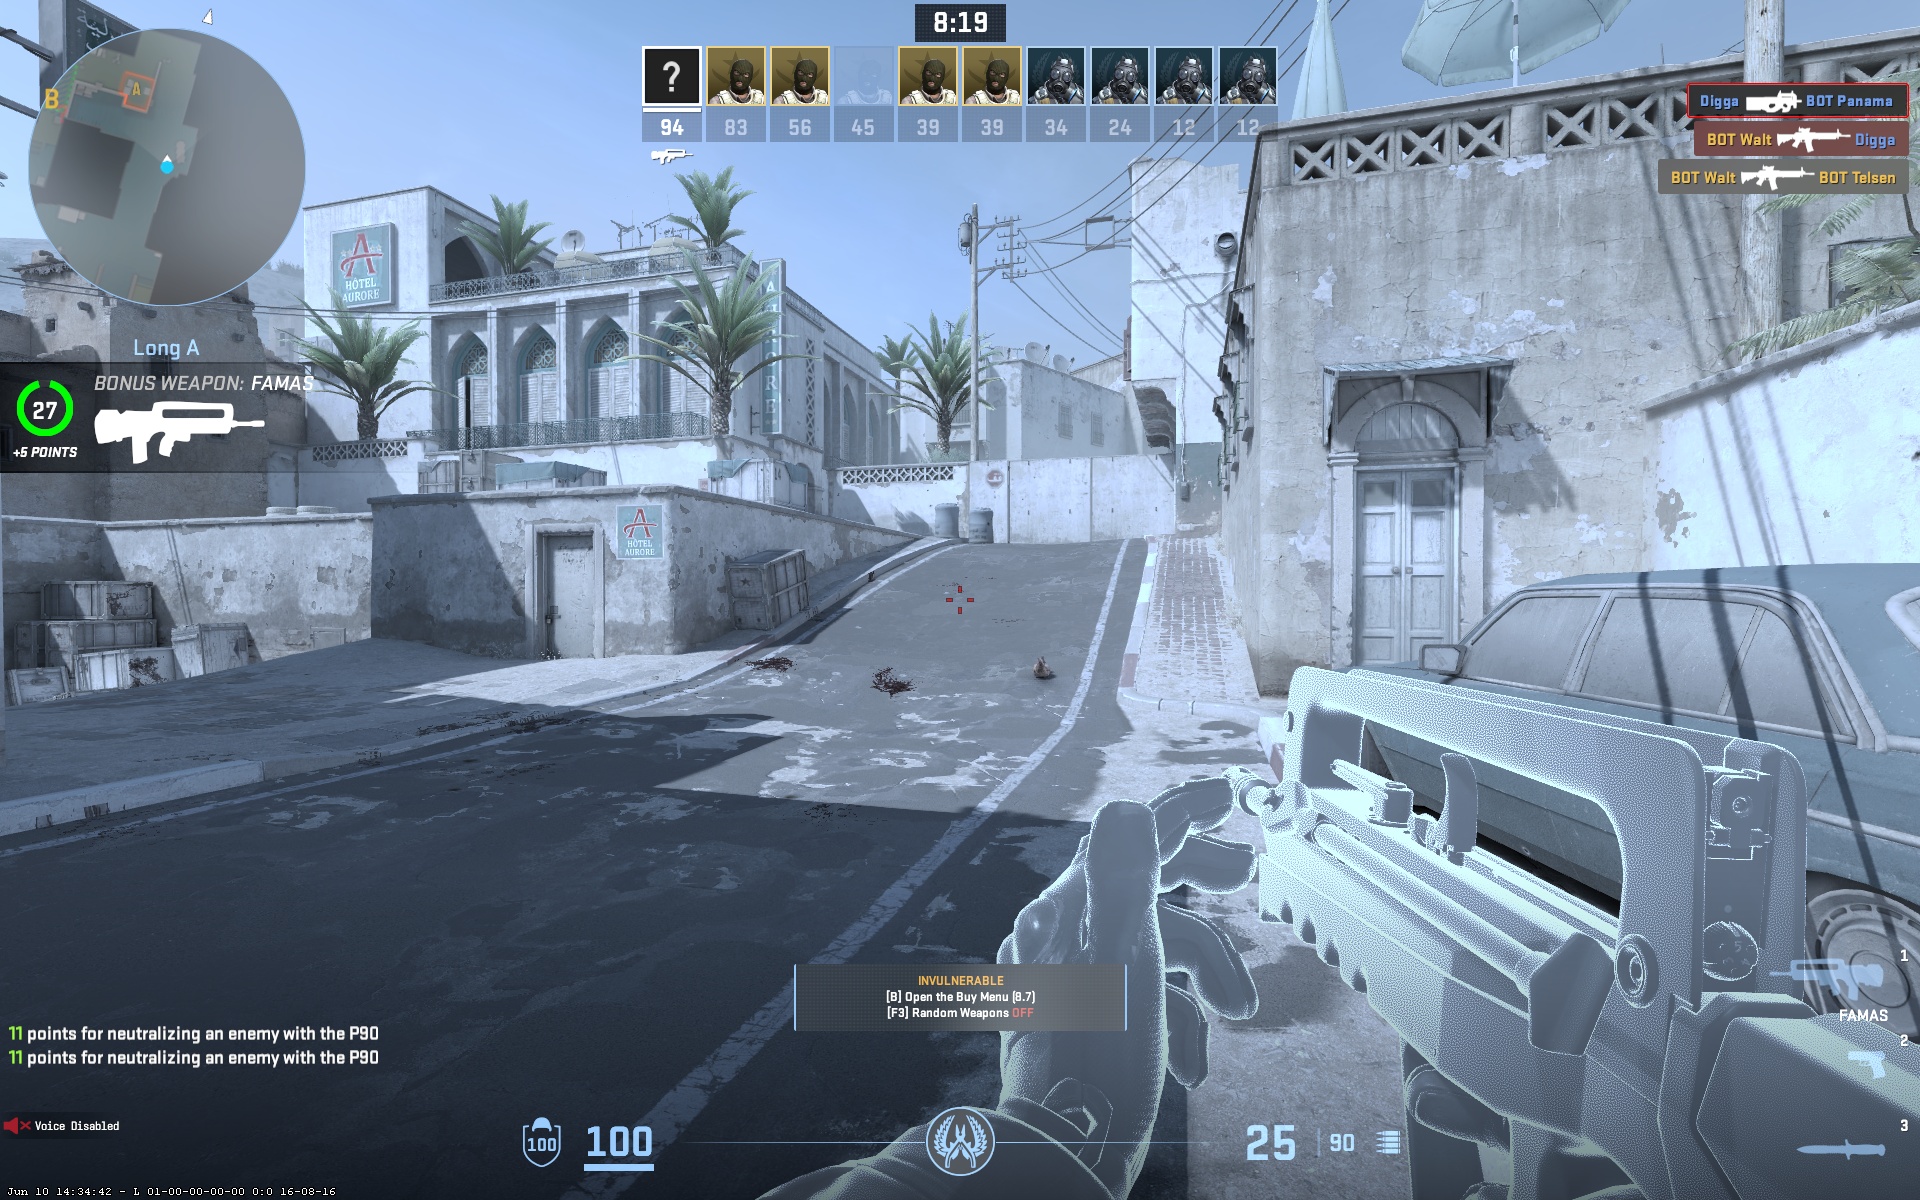 8:19
?
94 83 56 45 39 39 34 24 12 12
Digga BOT Panama
BOT Walt Digga
BOT Walt BOT Telsen
B
A
A
HÔTEL
AURORE
Long A
BONUS WEAPON: FAMAS
27
+5 POINTS
A
HÔTEL
AURORE
INVULNERABLE
[B] Open the Buy Menu (8.7)
[F3] Random Weapons OFF
1
FAMAS
2
3
11 points for neutralizing an enemy with the P90
11 points for neutralizing an enemy with the P90
Voice Disabled
100 100
25 90
Jun 10 14:34:42 - L 01-00-00-00-00 0:0 16-08-16